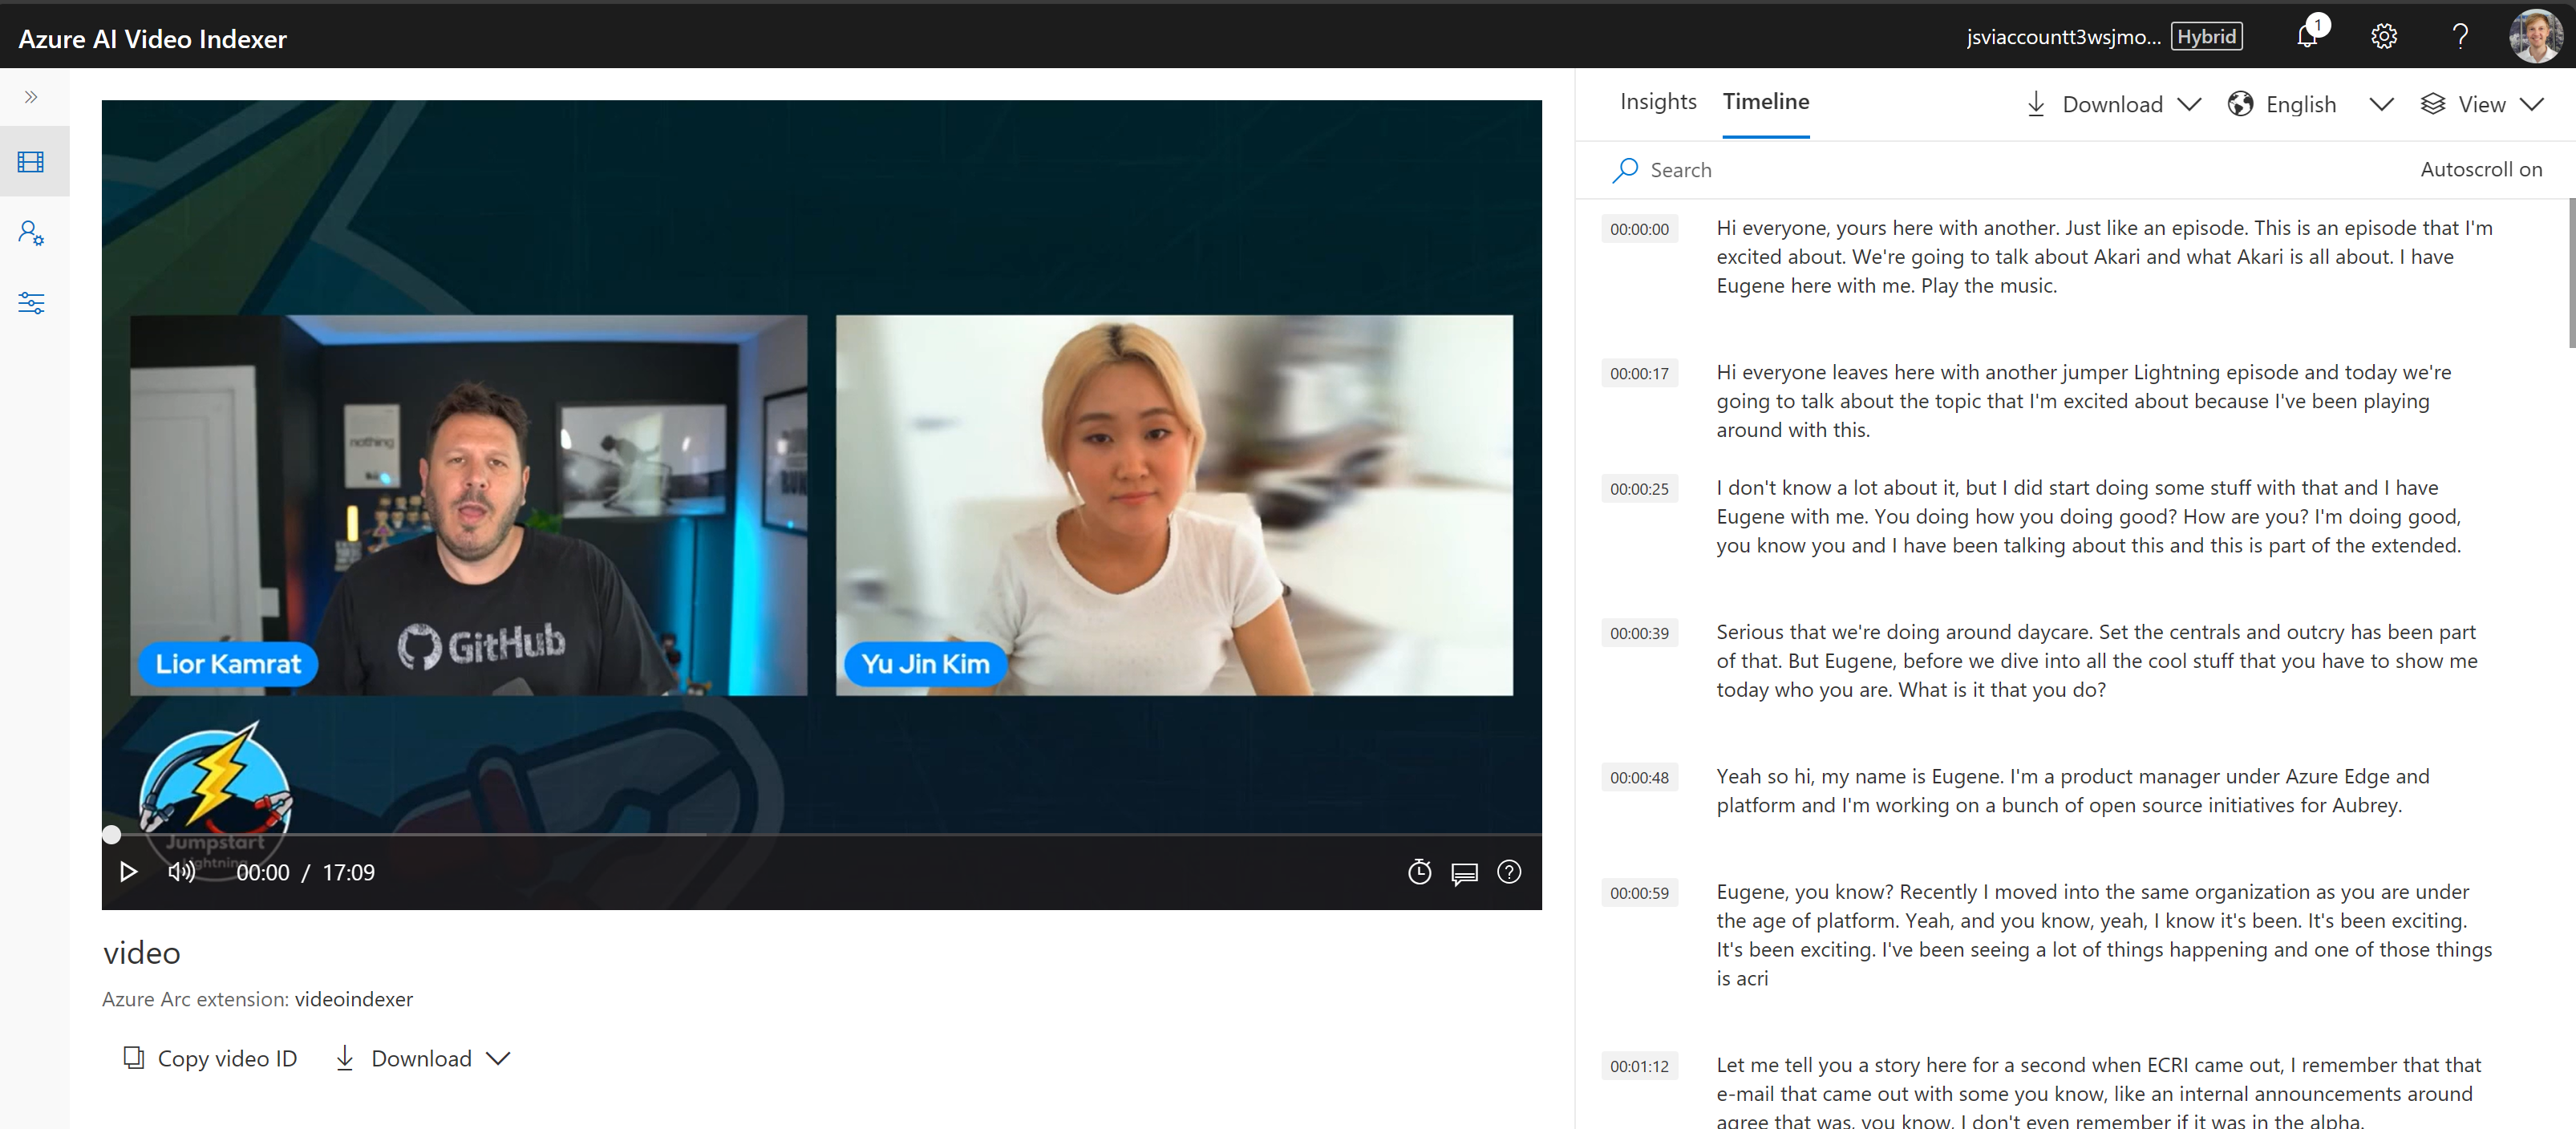 Azure AI Video Indexer
jsviaccountt3wsjmo... Hybrid
1
Insights Timeline
Download English View
Search
Autoscroll on
nothing
GitHub
Lior Kamrat
Yu Jin Kim
Jumpstart
Lightning
00:00 / 17:09
video
Azure Arc extension: videoindexer
Copy video ID Download
00:00:00
Hi everyone, yours here with another. Just like an episode. This is an episode that I'm
excited about. We're going to talk about Akari and what Akari is all about. I have
Eugene here with me. Play the music.
00:00:17
Hi everyone leaves here with another jumper Lightning episode and today we're
going to talk about the topic that I'm excited about because I've been playing
around with this.
00:00:25
I don't know a lot about it, but I did start doing some stuff with that and I have
Eugene with me. You doing how you doing good? How are you? I'm doing good,
you know you and I have been talking about this and this is part of the extended.
00:00:39
Serious that we're doing around daycare. Set the centrals and outcry has been part
of that. But Eugene, before we dive into all the cool stuff that you have to show me
today who you are. What is it that you do?
00:00:48
Yeah so hi, my name is Eugene. I'm a product manager under Azure Edge and
platform and I'm working on a bunch of open source initiatives for Aubrey.
00:00:59
Eugene, you know? Recently I moved into the same organization as you are under
the age of platform. Yeah, and you know, yeah, I know it's been. It's been exciting.
It's been exciting. I've been seeing a lot of things happening and one of those things
is acri
00:01:12
Let me tell you a story here for a second when ECRI came out, I remember that that
e-mail that came out with some you know, like an internal announcements around
agree that was, you know, I don't even remember if it was in the alpha.